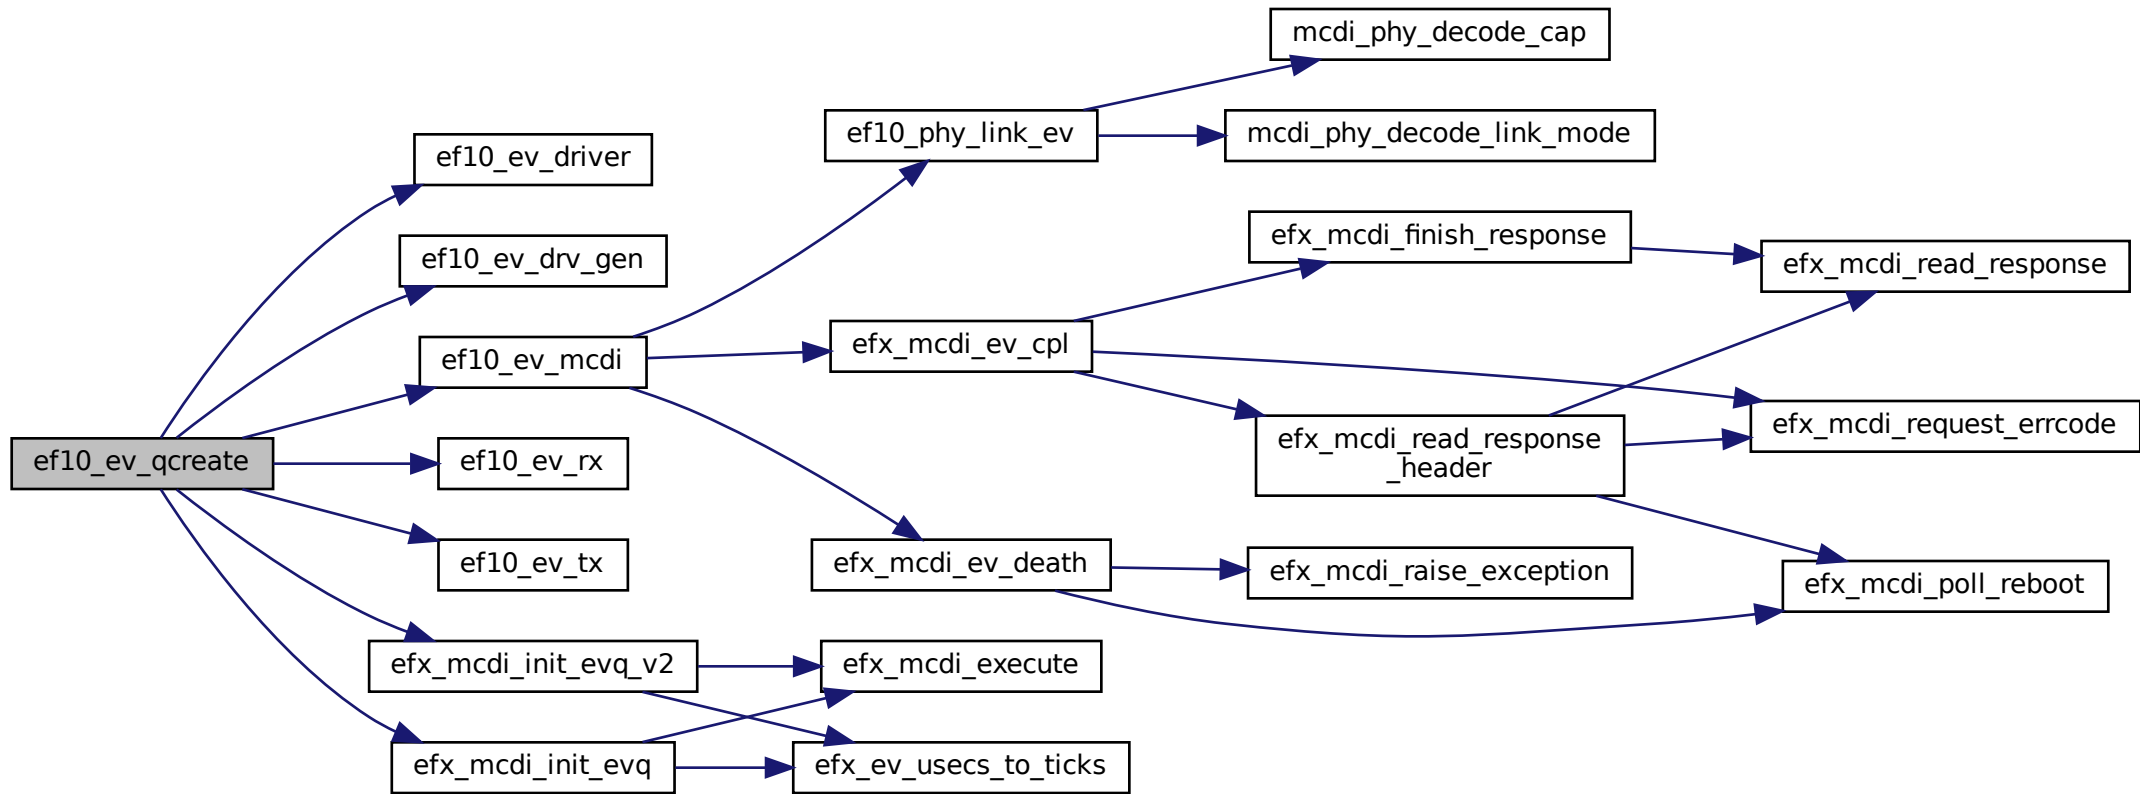 ef10_ev_qcreate
ef10_ev_driver
ef10_ev_drv_gen
ef10_ev_mcdi
ef10_ev_rx
ef10_ev_tx
efx_mcdi_init_evq_v2
efx_mcdi_init_evq
ef10_phy_link_ev
efx_mcdi_ev_cpl
efx_mcdi_ev_death
efx_mcdi_execute
efx_ev_usecs_to_ticks
mcdi_phy_decode_cap
mcdi_phy_decode_link_mode
efx_mcdi_finish_response
efx_mcdi_read_response
_header
efx_mcdi_raise_exception
efx_mcdi_read_response
efx_mcdi_request_errcode
efx_mcdi_poll_reboot